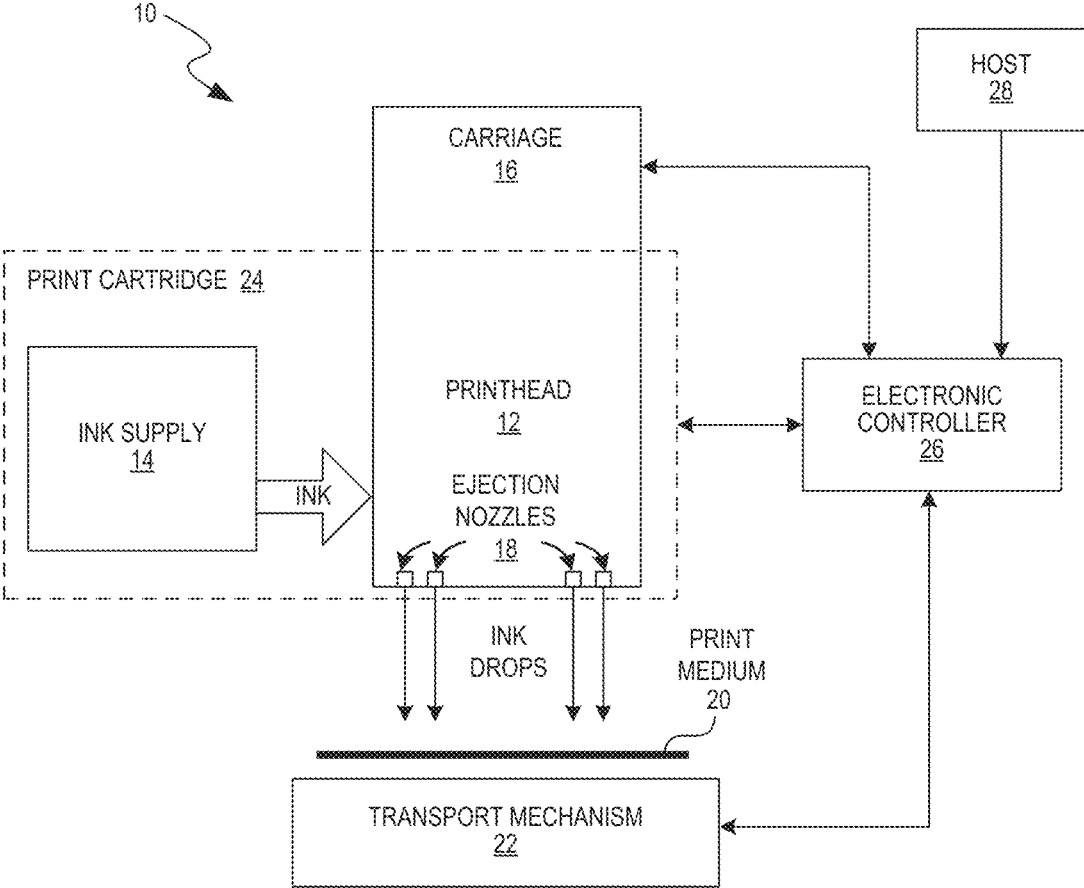 10
HOST
28
CARRIAGE
16
PRINT CARTRIDGE 24
PRINTHEAD
12
ELECTRONIC
CONTROLLER
26
INK SUPPLY
14
INK
EJECTION
NOZZLES
18
INK
DROPS
PRINT
MEDIUM
20
TRANSPORT MECHANISM
22